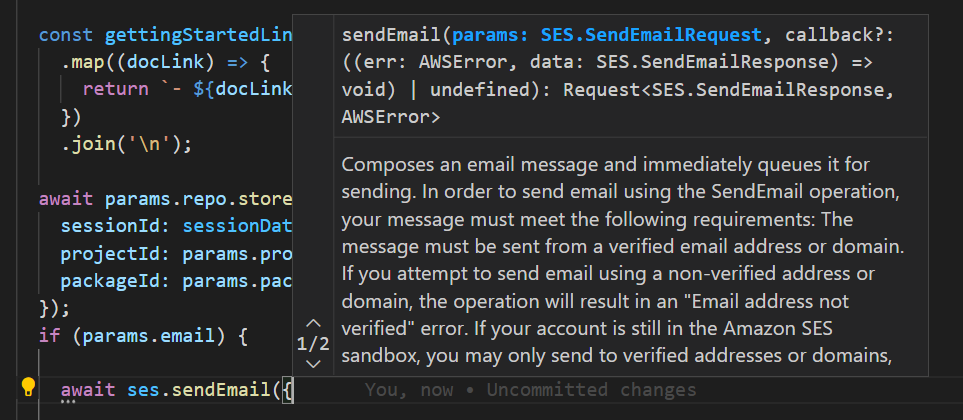 const gettingStartedLin
.map((docLink) => {
return `- ${docLink
})
.join('\n');
await params.repo.store
sessionId: sessionDat
projectId: params.pro
packageId: params.pac
});
if (params.email) {
await ses.sendEmail({
You, now • Uncommitted changes
1/2
sendEmail(params: SES.SendEmailRequest, callback?:
((err: AWSError, data: SES.SendEmailResponse) =>
void) | undefined): Request<SES.SendEmailResponse,
AWSError>
Composes an email message and immediately queues it for
sending. In order to send email using the SendEmail operation,
your message must meet the following requirements: The
message must be sent from a verified email address or domain.
If you attempt to send email using a non-verified address or
domain, the operation will result in an "Email address not
verified" error. If your account is still in the Amazon SES
sandbox, you may only send to verified addresses or domains,